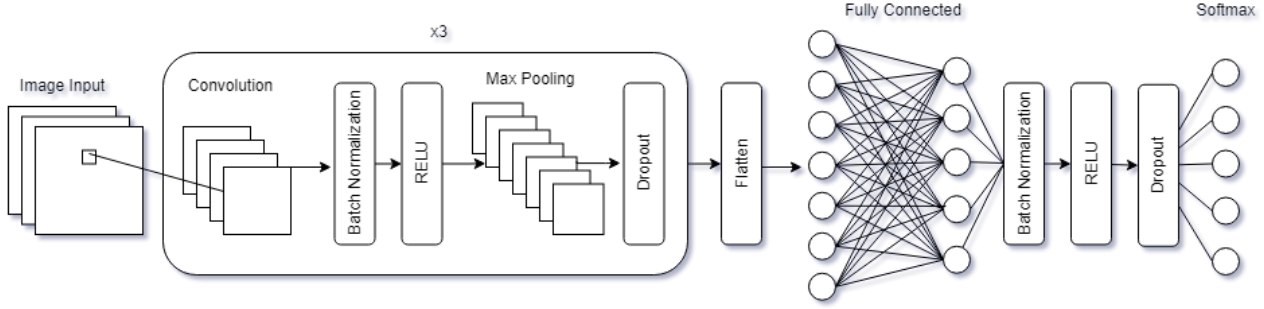 Fully Connected
Softmax
x3
Image Input
Convolution
Batch Normalization
RELU
Max Pooling
Dropout
Flatten
Batch Normalization
RELU
Dropout